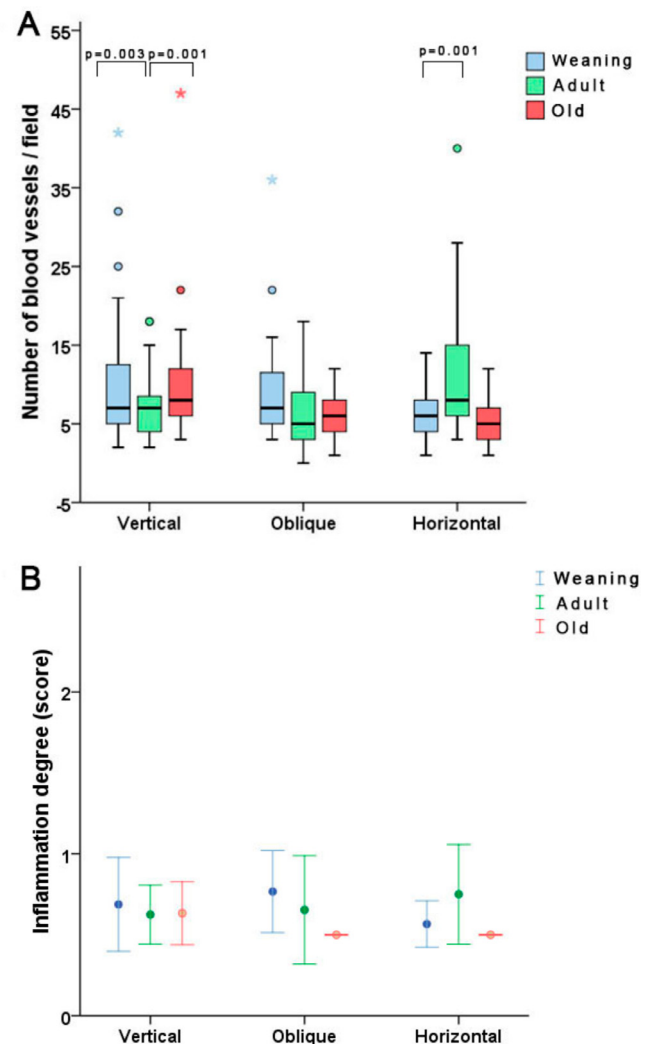 A
55
p=0.003 p=0.001 p=0.001
Weaning
Adult
Old
45
35
25
15
5
-5
Number of blood vessels / field
Vertical Oblique Horizontal
B
Weaning
Adult
Old
2
1
0
Inflammation degree (score)
Vertical Oblique Horizontal